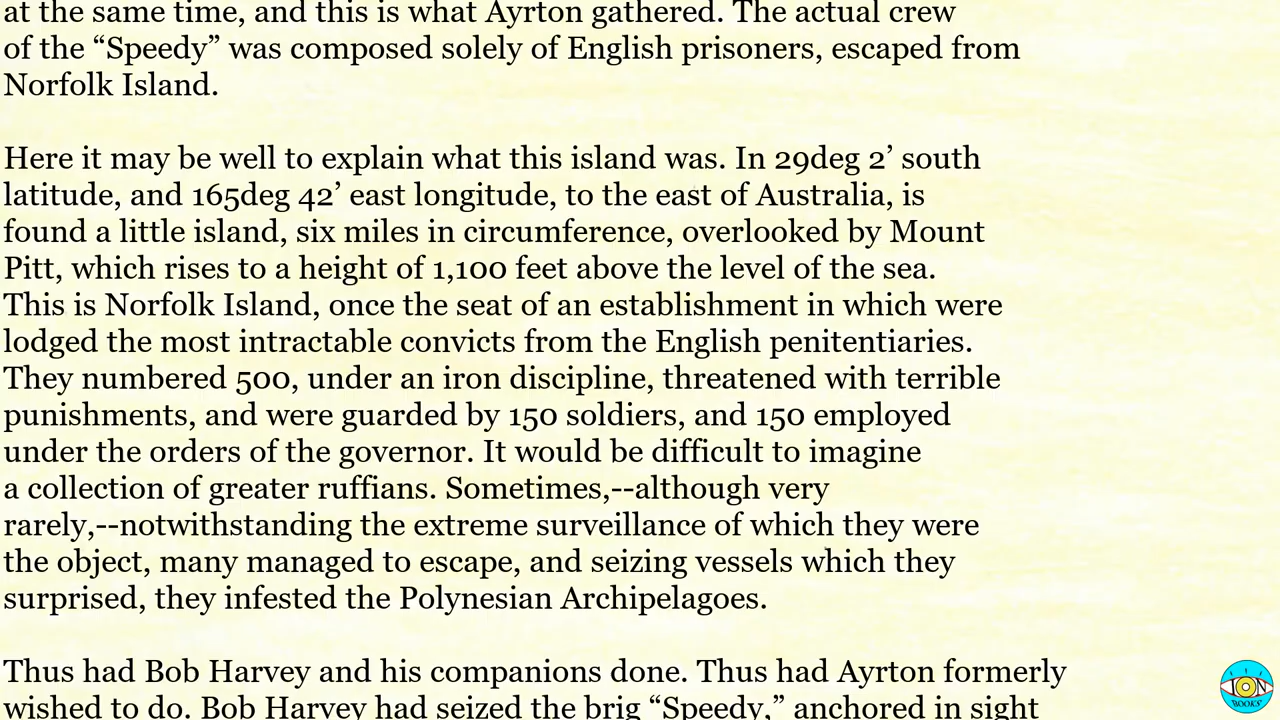 at the same time, and this is what Ayrton gathered. The actual crew
of the “Speedy” was composed solely of English prisoners, escaped from
Norfolk Island.
Here it may be well to explain what this island was. In 29deg 2’ south
latitude, and 165deg 42’ east longitude, to the east of Australia, is
found a little island, six miles in circumference, overlooked by Mount
Pitt, which rises to a height of 1,100 feet above the level of the sea.
This is Norfolk Island, once the seat of an establishment in which were
lodged the most intractable convicts from the English penitentiaries.
They numbered 500, under an iron discipline, threatened with terrible
punishments, and were guarded by 150 soldiers, and 150 employed
under the orders of the governor. It would be difficult to imagine
a collection of greater ruffians. Sometimes,--although very
rarely,--notwithstanding the extreme surveillance of which they were
the object, many managed to escape, and seizing vessels which they
surprised, they infested the Polynesian Archipelagoes.
Thus had Bob Harvey and his companions done. Thus had Ayrton formerly
wished to do. Bob Harvey had seized the brig “Speedy,” anchored in sight
ION
BOOKS